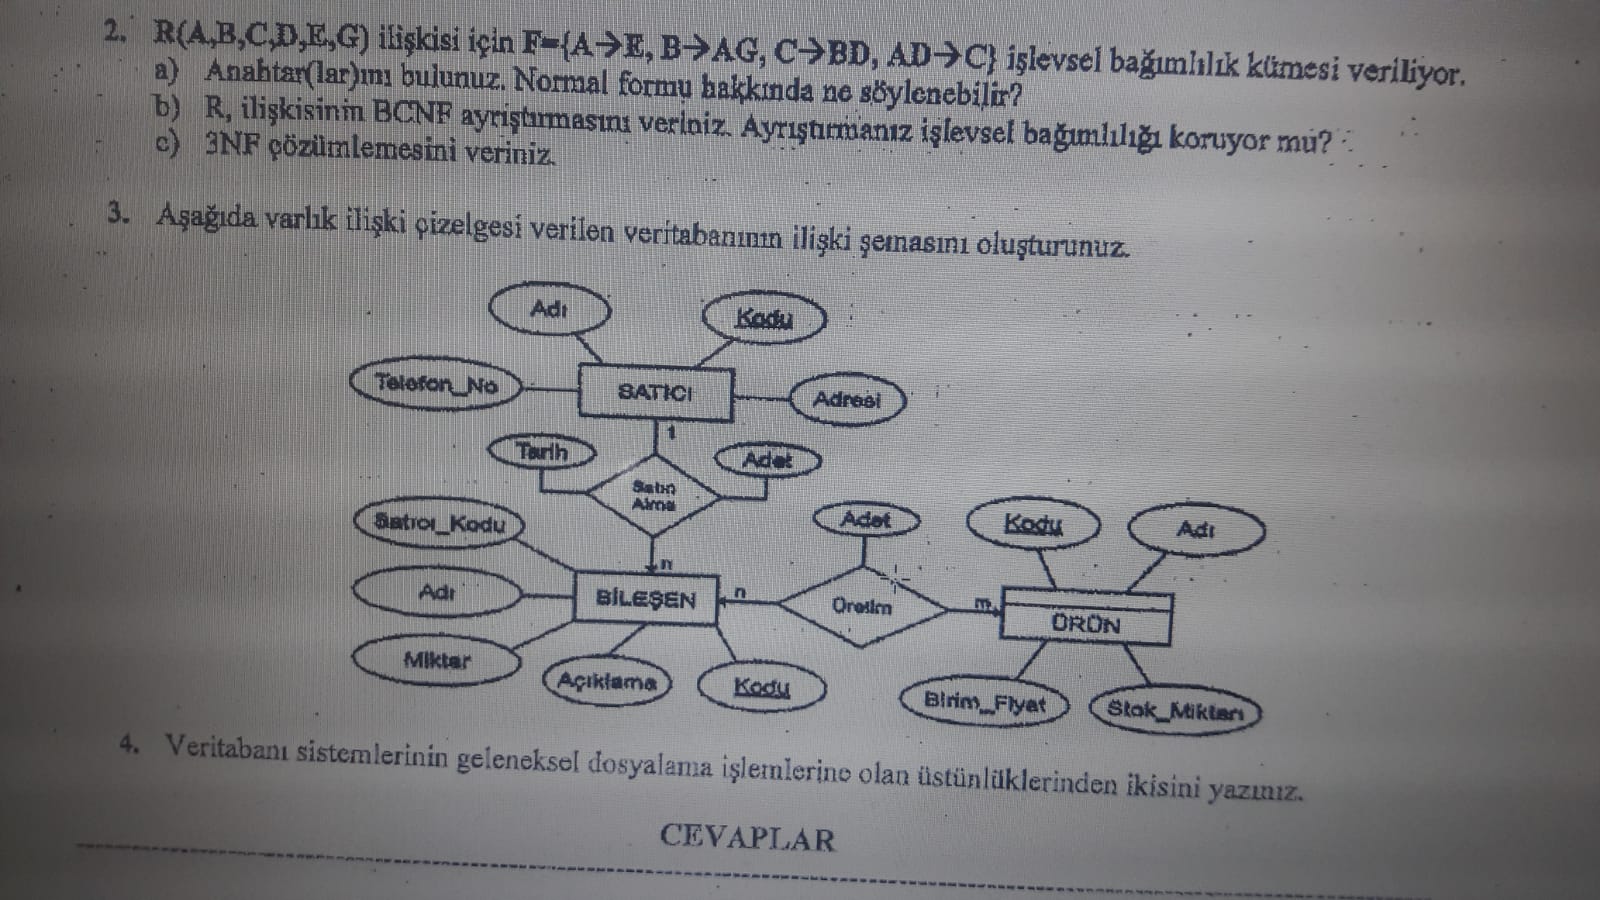 2. R(A,B,C,D,E,G) ilişkisi için F={A→E, B→AG, C→BD, AD→C} işlevsel bağımlılık kümesi veriliyor.
a) Anahtar(lar)ını bulunuz. Normal formu hakkında ne söylenebilir?
b) R, ilişkisinin BCNF ayrıştırmasını veriniz. Ayrıştırmanız işlevsel bağımlılığı koruyor mu?
c) 3NF çözümlemesini veriniz.
3. Aşağıda varlık ilişki çizelgesi verilen veritabanının ilişki şemasını oluşturunuz.
Adı
Kodu
Telefon_No
SATICI
Adresi
1
Tarih
Adet
Satın
Alma
Satıcı_Kodu
Adet
Kodu
Adı
n
Adı
BİLEŞEN
n
Üretim
m
ÜRÜN
Miktar
Açıklama
Kodu
Birim_Fiyat
Stok_Miktarı
4. Veritabanı sistemlerinin geleneksel dosyalama işlemlerine olan üstünlüklerinden ikisini yazınız.
CEVAPLAR